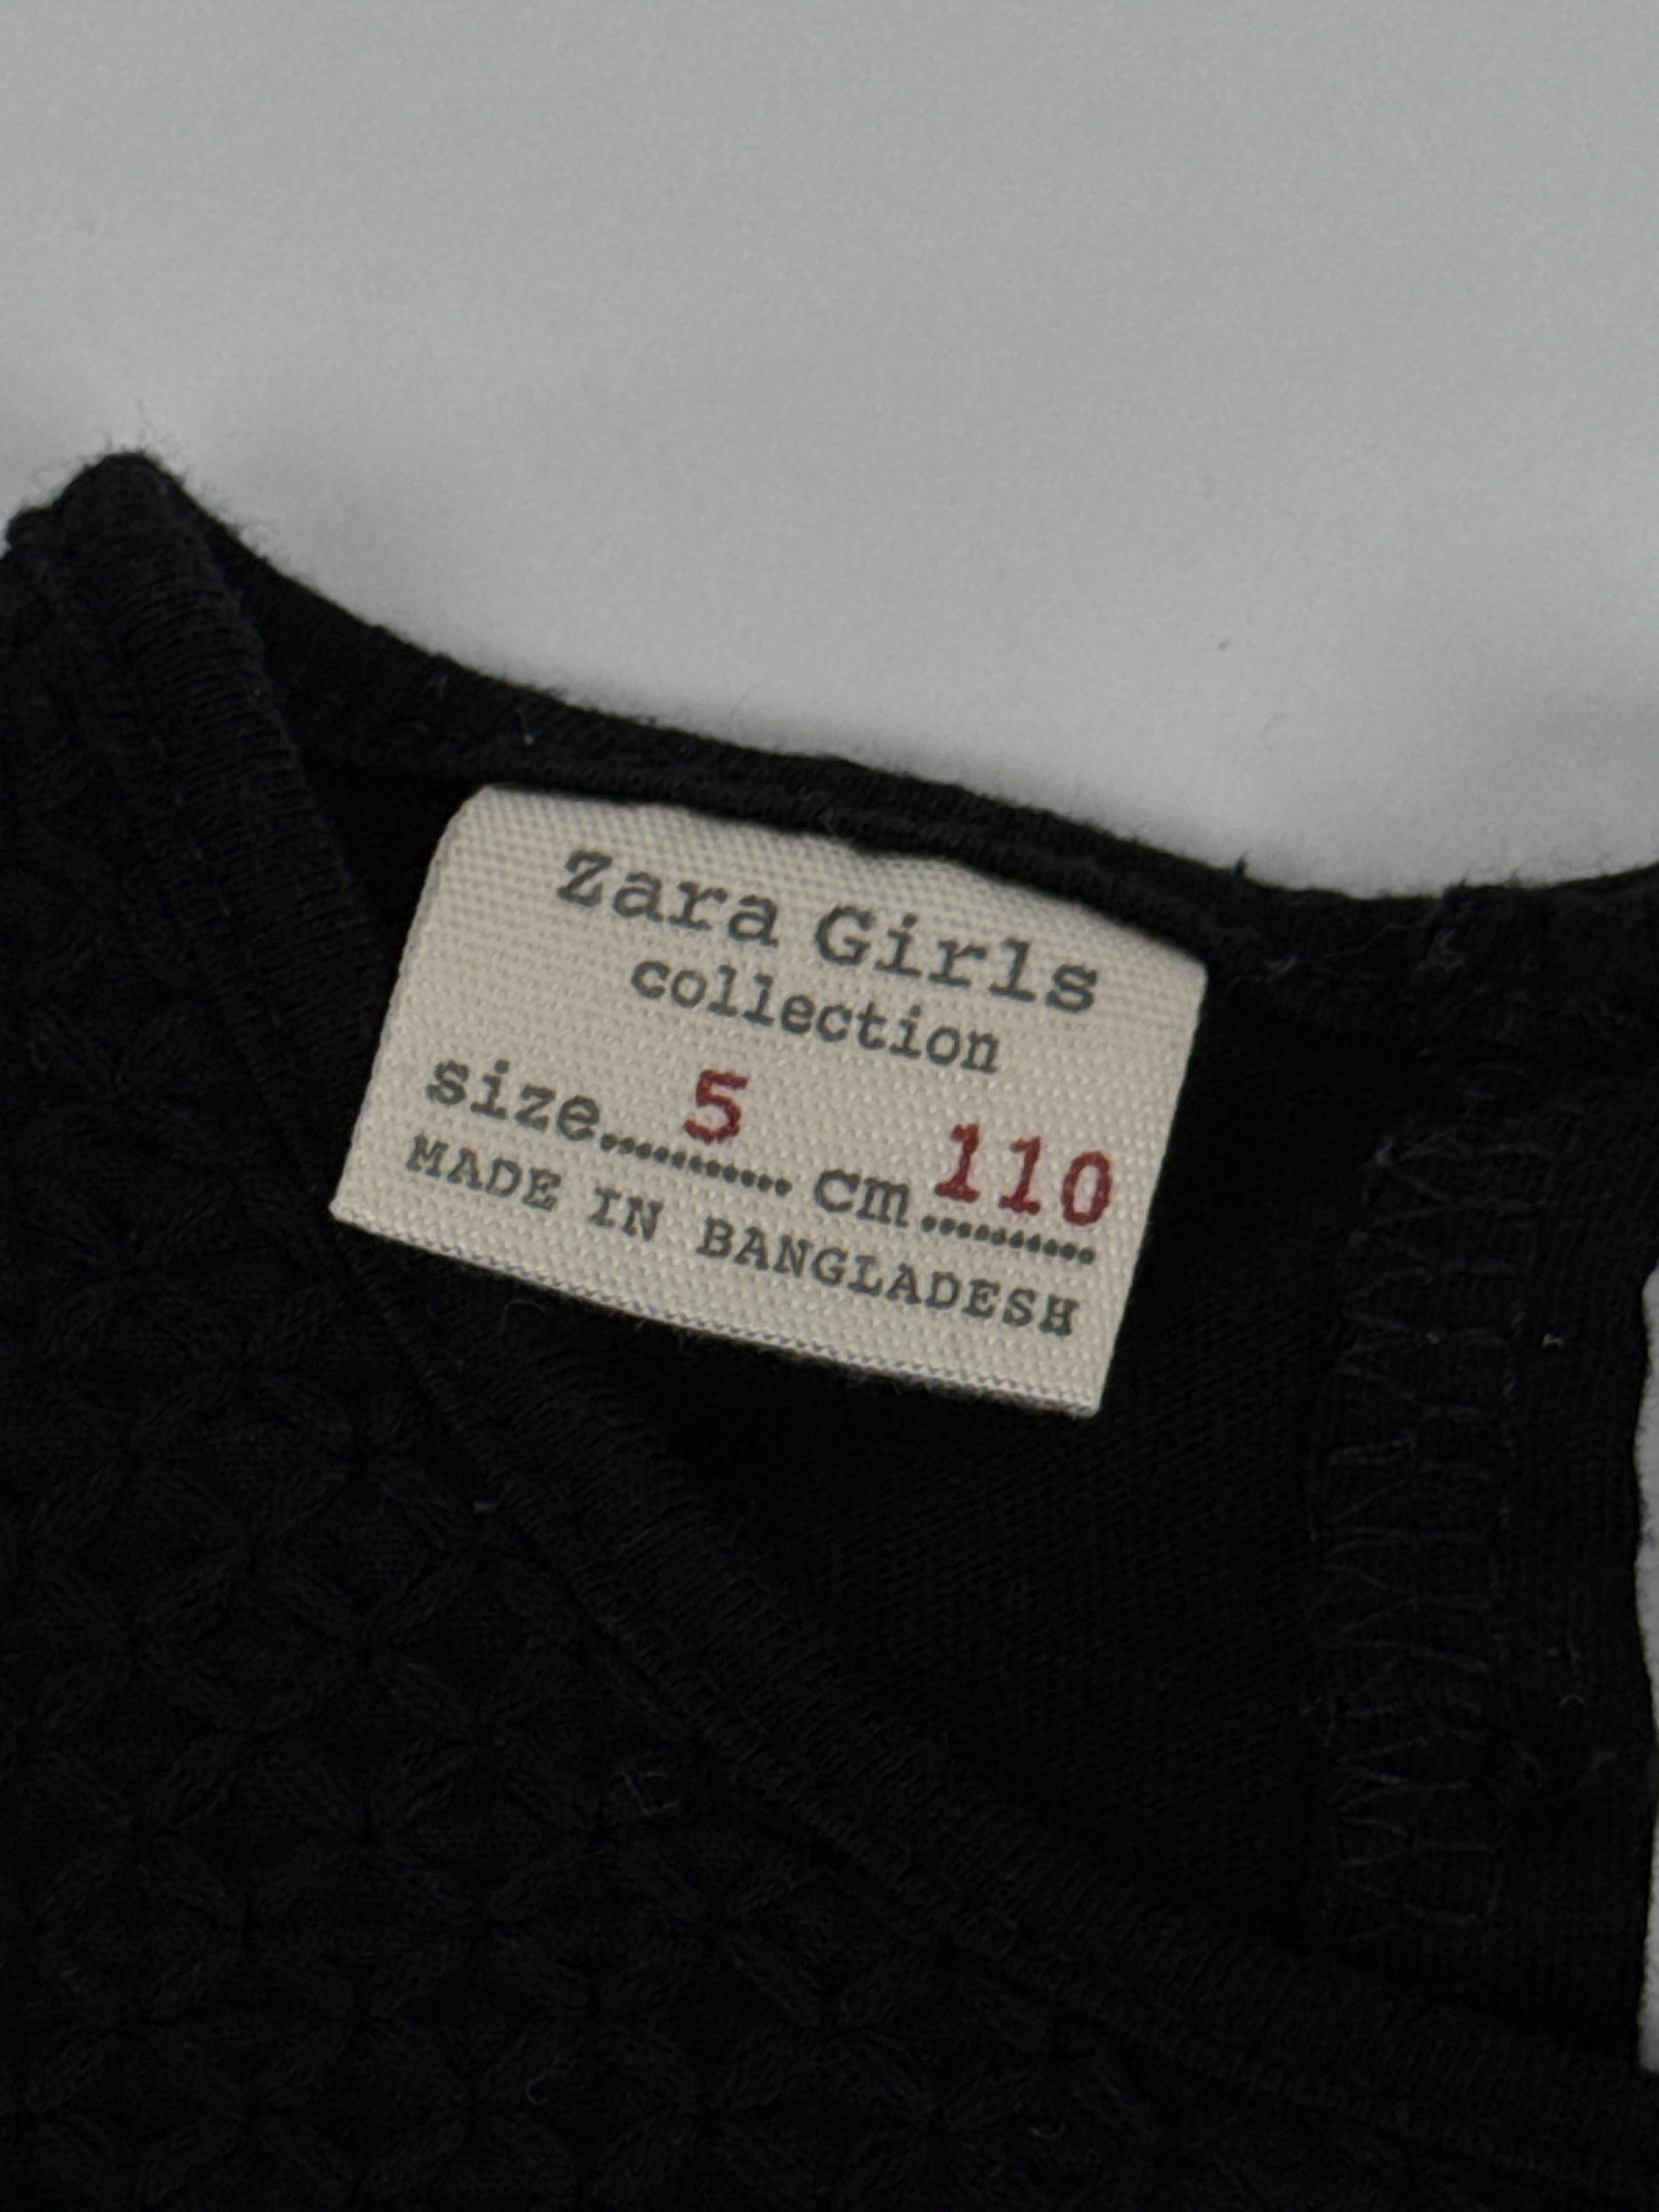 Zara Girls
collection
size........... 5 cm.......... 110
MADE IN BANGLADESH